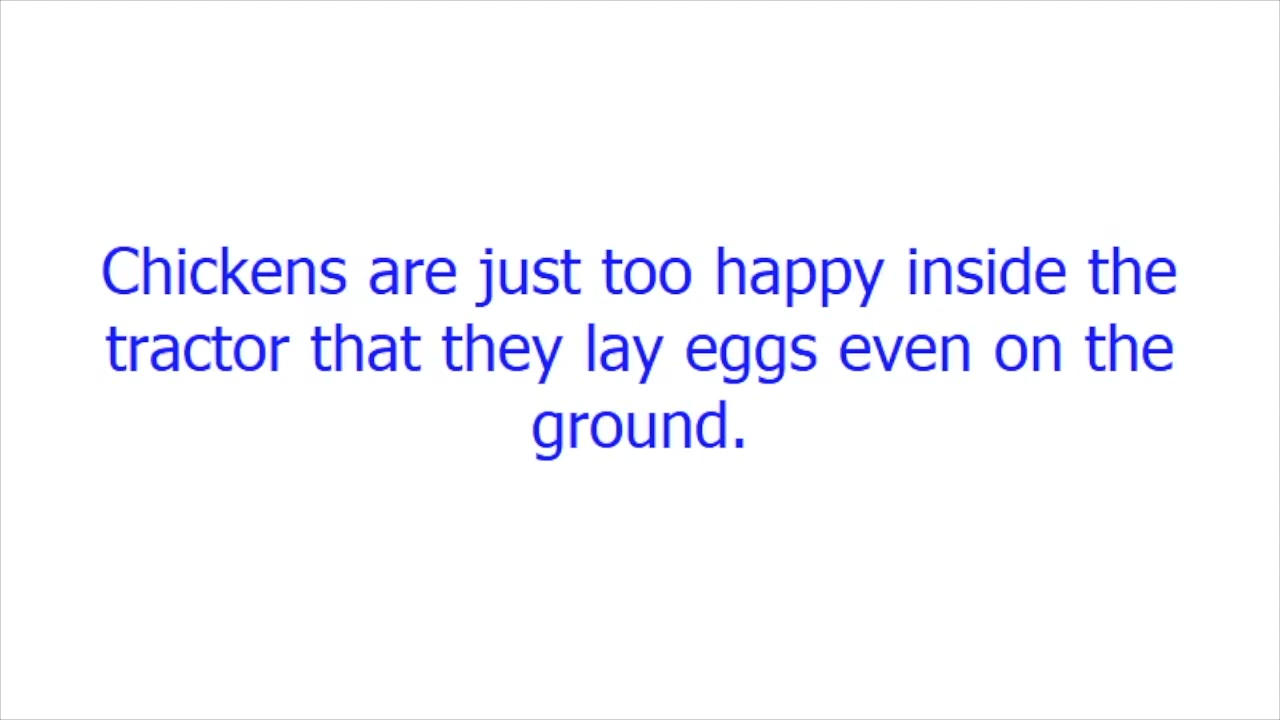 Chickens are just too happy inside the
tractor that they lay eggs even on the
ground.